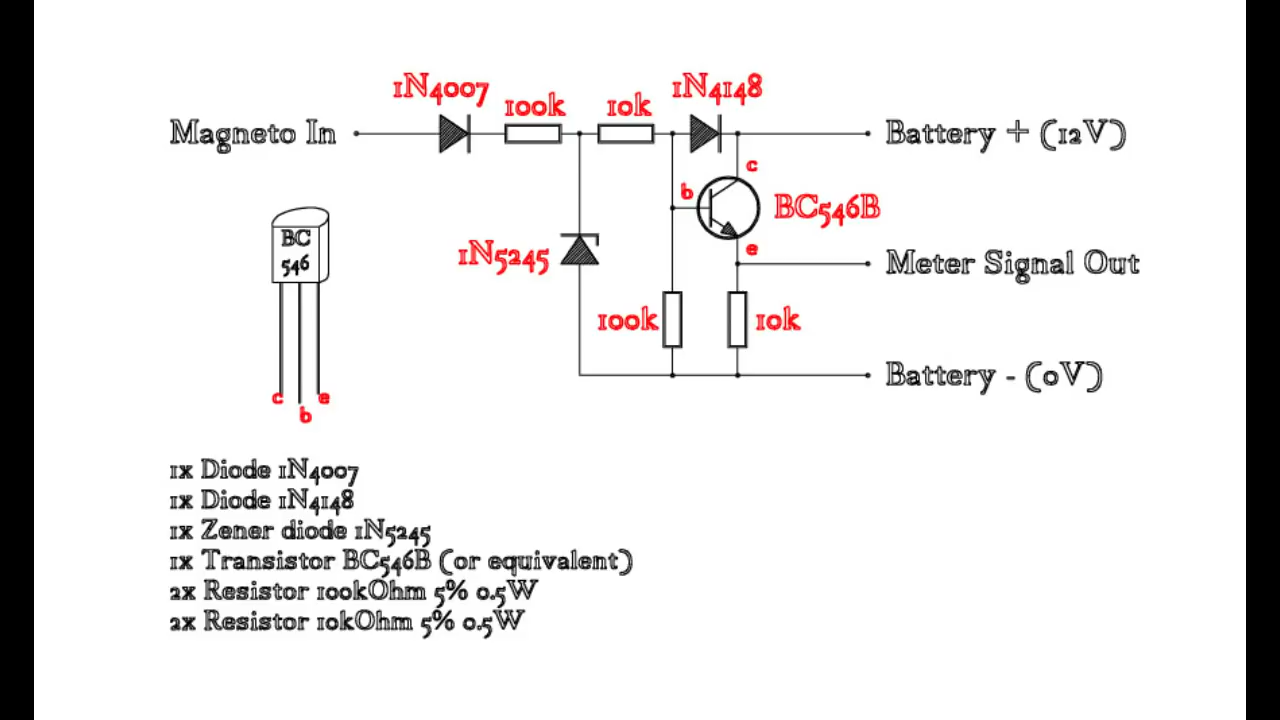 1N4007
100k
10k
1N4148
Magneto In
Battery + (12V)
c
b
BC546B
BC
546
1N5245
e
Meter Signal Out
100k
10k
Battery - (0V)
c
b
e
1x Diode 1N4007
1x Diode 1N4148
1x Zener diode 1N5245
1x Transistor BC546B (or equivalent)
2x Resistor 100kOhm 5% 0.5W
2x Resistor 10kOhm 5% 0.5W